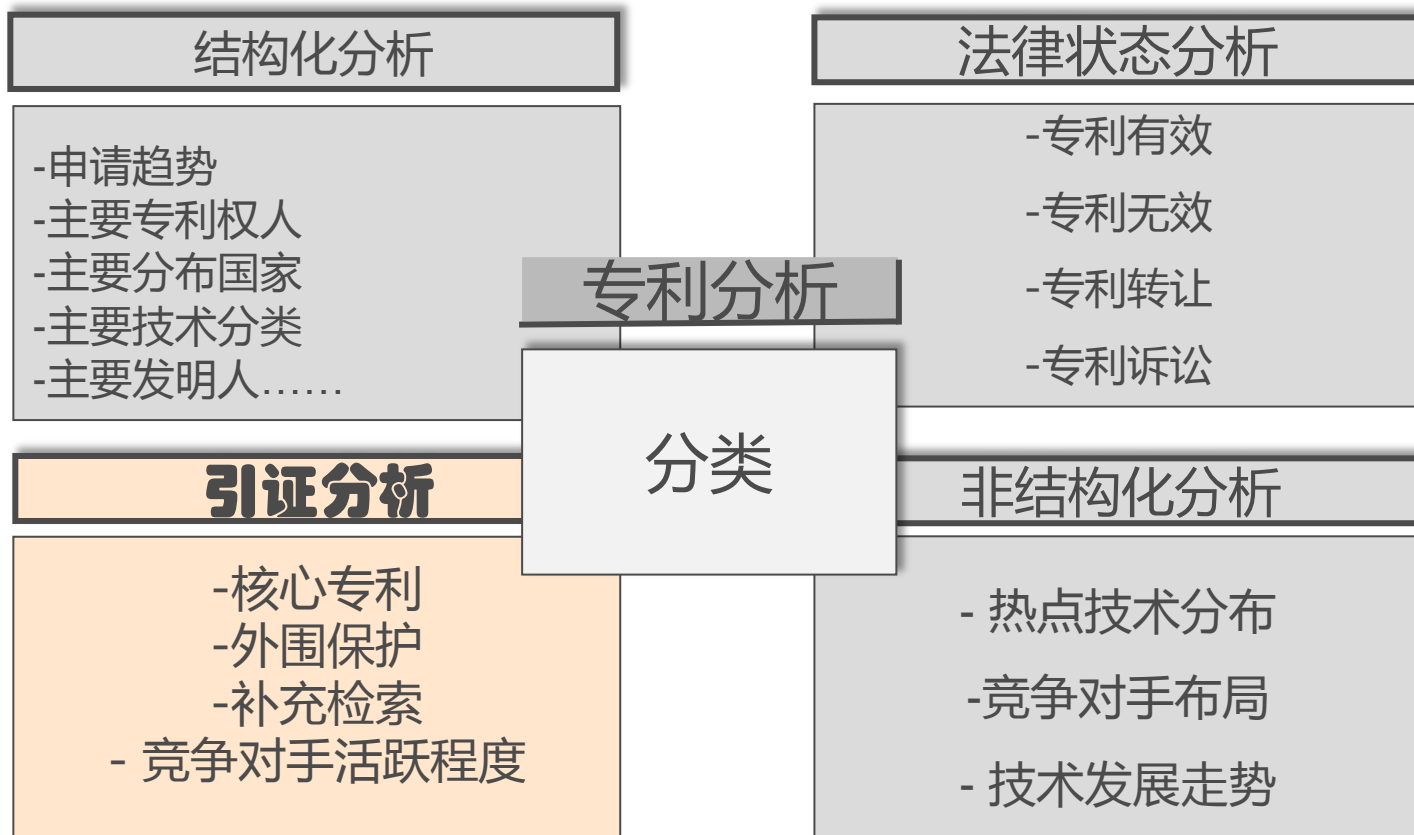 结构化分析
-申请趋势
-主要专利权人
-主要分布国家
-主要技术分类
-主要发明人……
法律状态分析
-专利有效
-专利无效
-专利转让
-专利诉讼
专利分析
分类
引证分析
-核心专利
-外围保护
-补充检索
- 竞争对手活跃程度
非结构化分析
- 热点技术分布
-竞争对手布局
- 技术发展走势